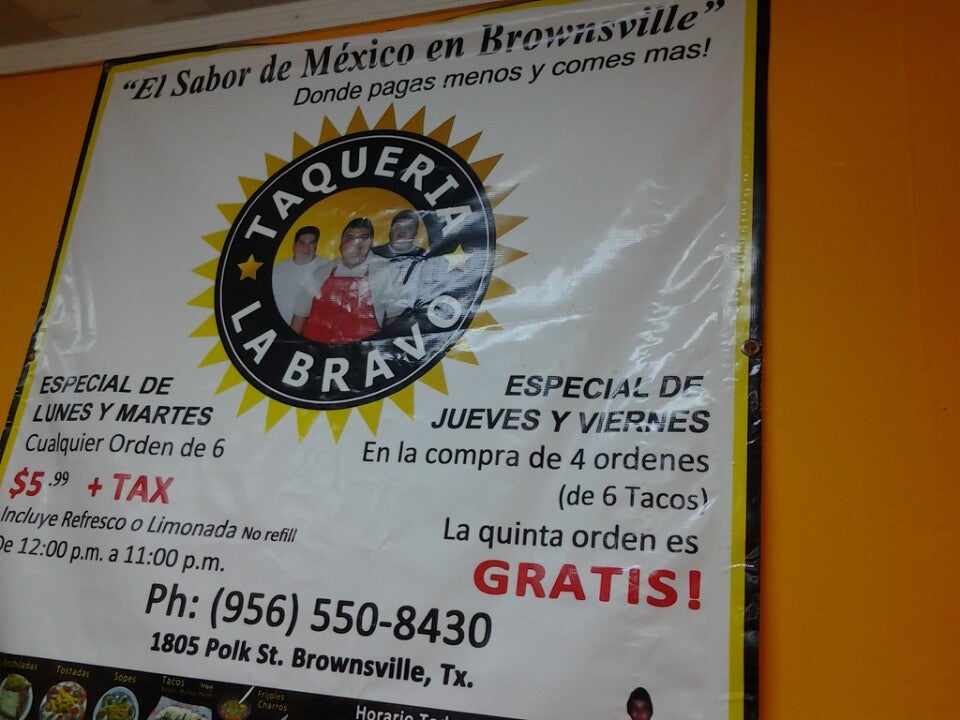 “El Sabor de México en Brownsville”
Donde pagas menos y comes mas!
TAQUERIA
LA BRAVO
ESPECIAL DE
LUNES Y MARTES
Cualquier Orden de 6
$5.99 + TAX
Incluye Refresco o Limonada No refill
De 12:00 p.m. a 11:00 p.m.
ESPECIAL DE
JUEVES Y VIERNES
En la compra de 4 ordenes
(de 6 Tacos)
La quinta orden es
GRATIS!
Ph: (956) 550-8430
1805 Polk St. Brownsville, Tx.
Enchiladas
Tostadas
Sopes
Tacos
Frijoles
Charros
Horario